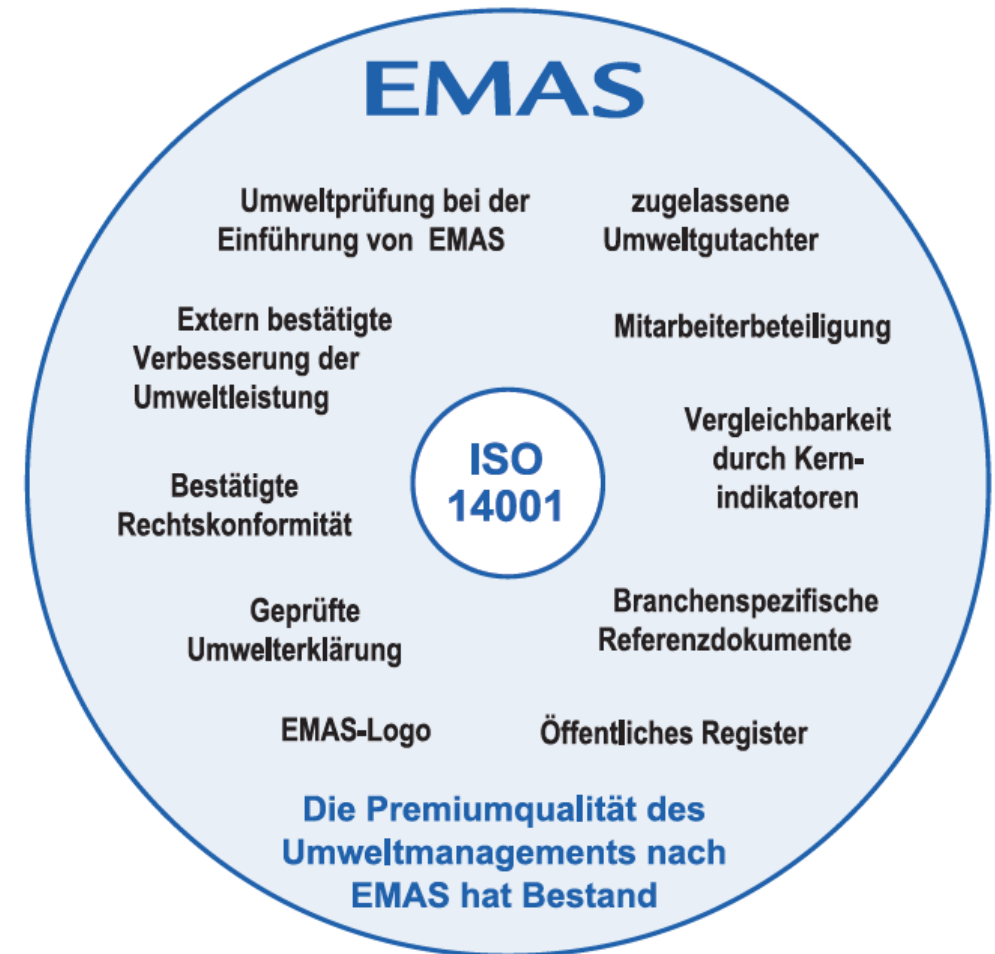 EMAS
Umweltprüfung bei der
Einführung von EMAS
zugelassene
Umweltgutachter
Extern bestätigte
Verbesserung der
Umweltleistung
Mitarbeiterbeteiligung
Vergleichbarkeit
durch Kern-
indikatoren
ISO
14001
Bestätigte
Rechtskonformität
Geprüfte
Umwelterklärung
Branchenspezifische
Referenzdokumente
EMAS-Logo
Öffentliches Register
Die Premiumqualität des
Umweltmanagements nach
EMAS hat Bestand